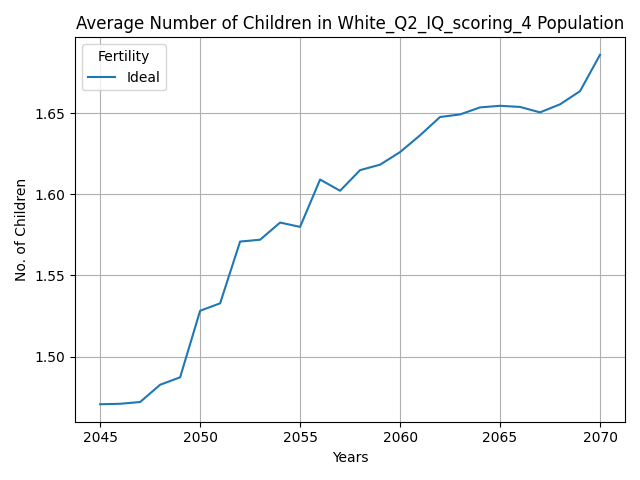 Average Number of Children in White_Q2_IQ_scoring_4 Population
Fertility
Ideal
No. of Children
1.65
1.60
1.55
1.50
2045 2050 2055 2060 2065 2070
Years